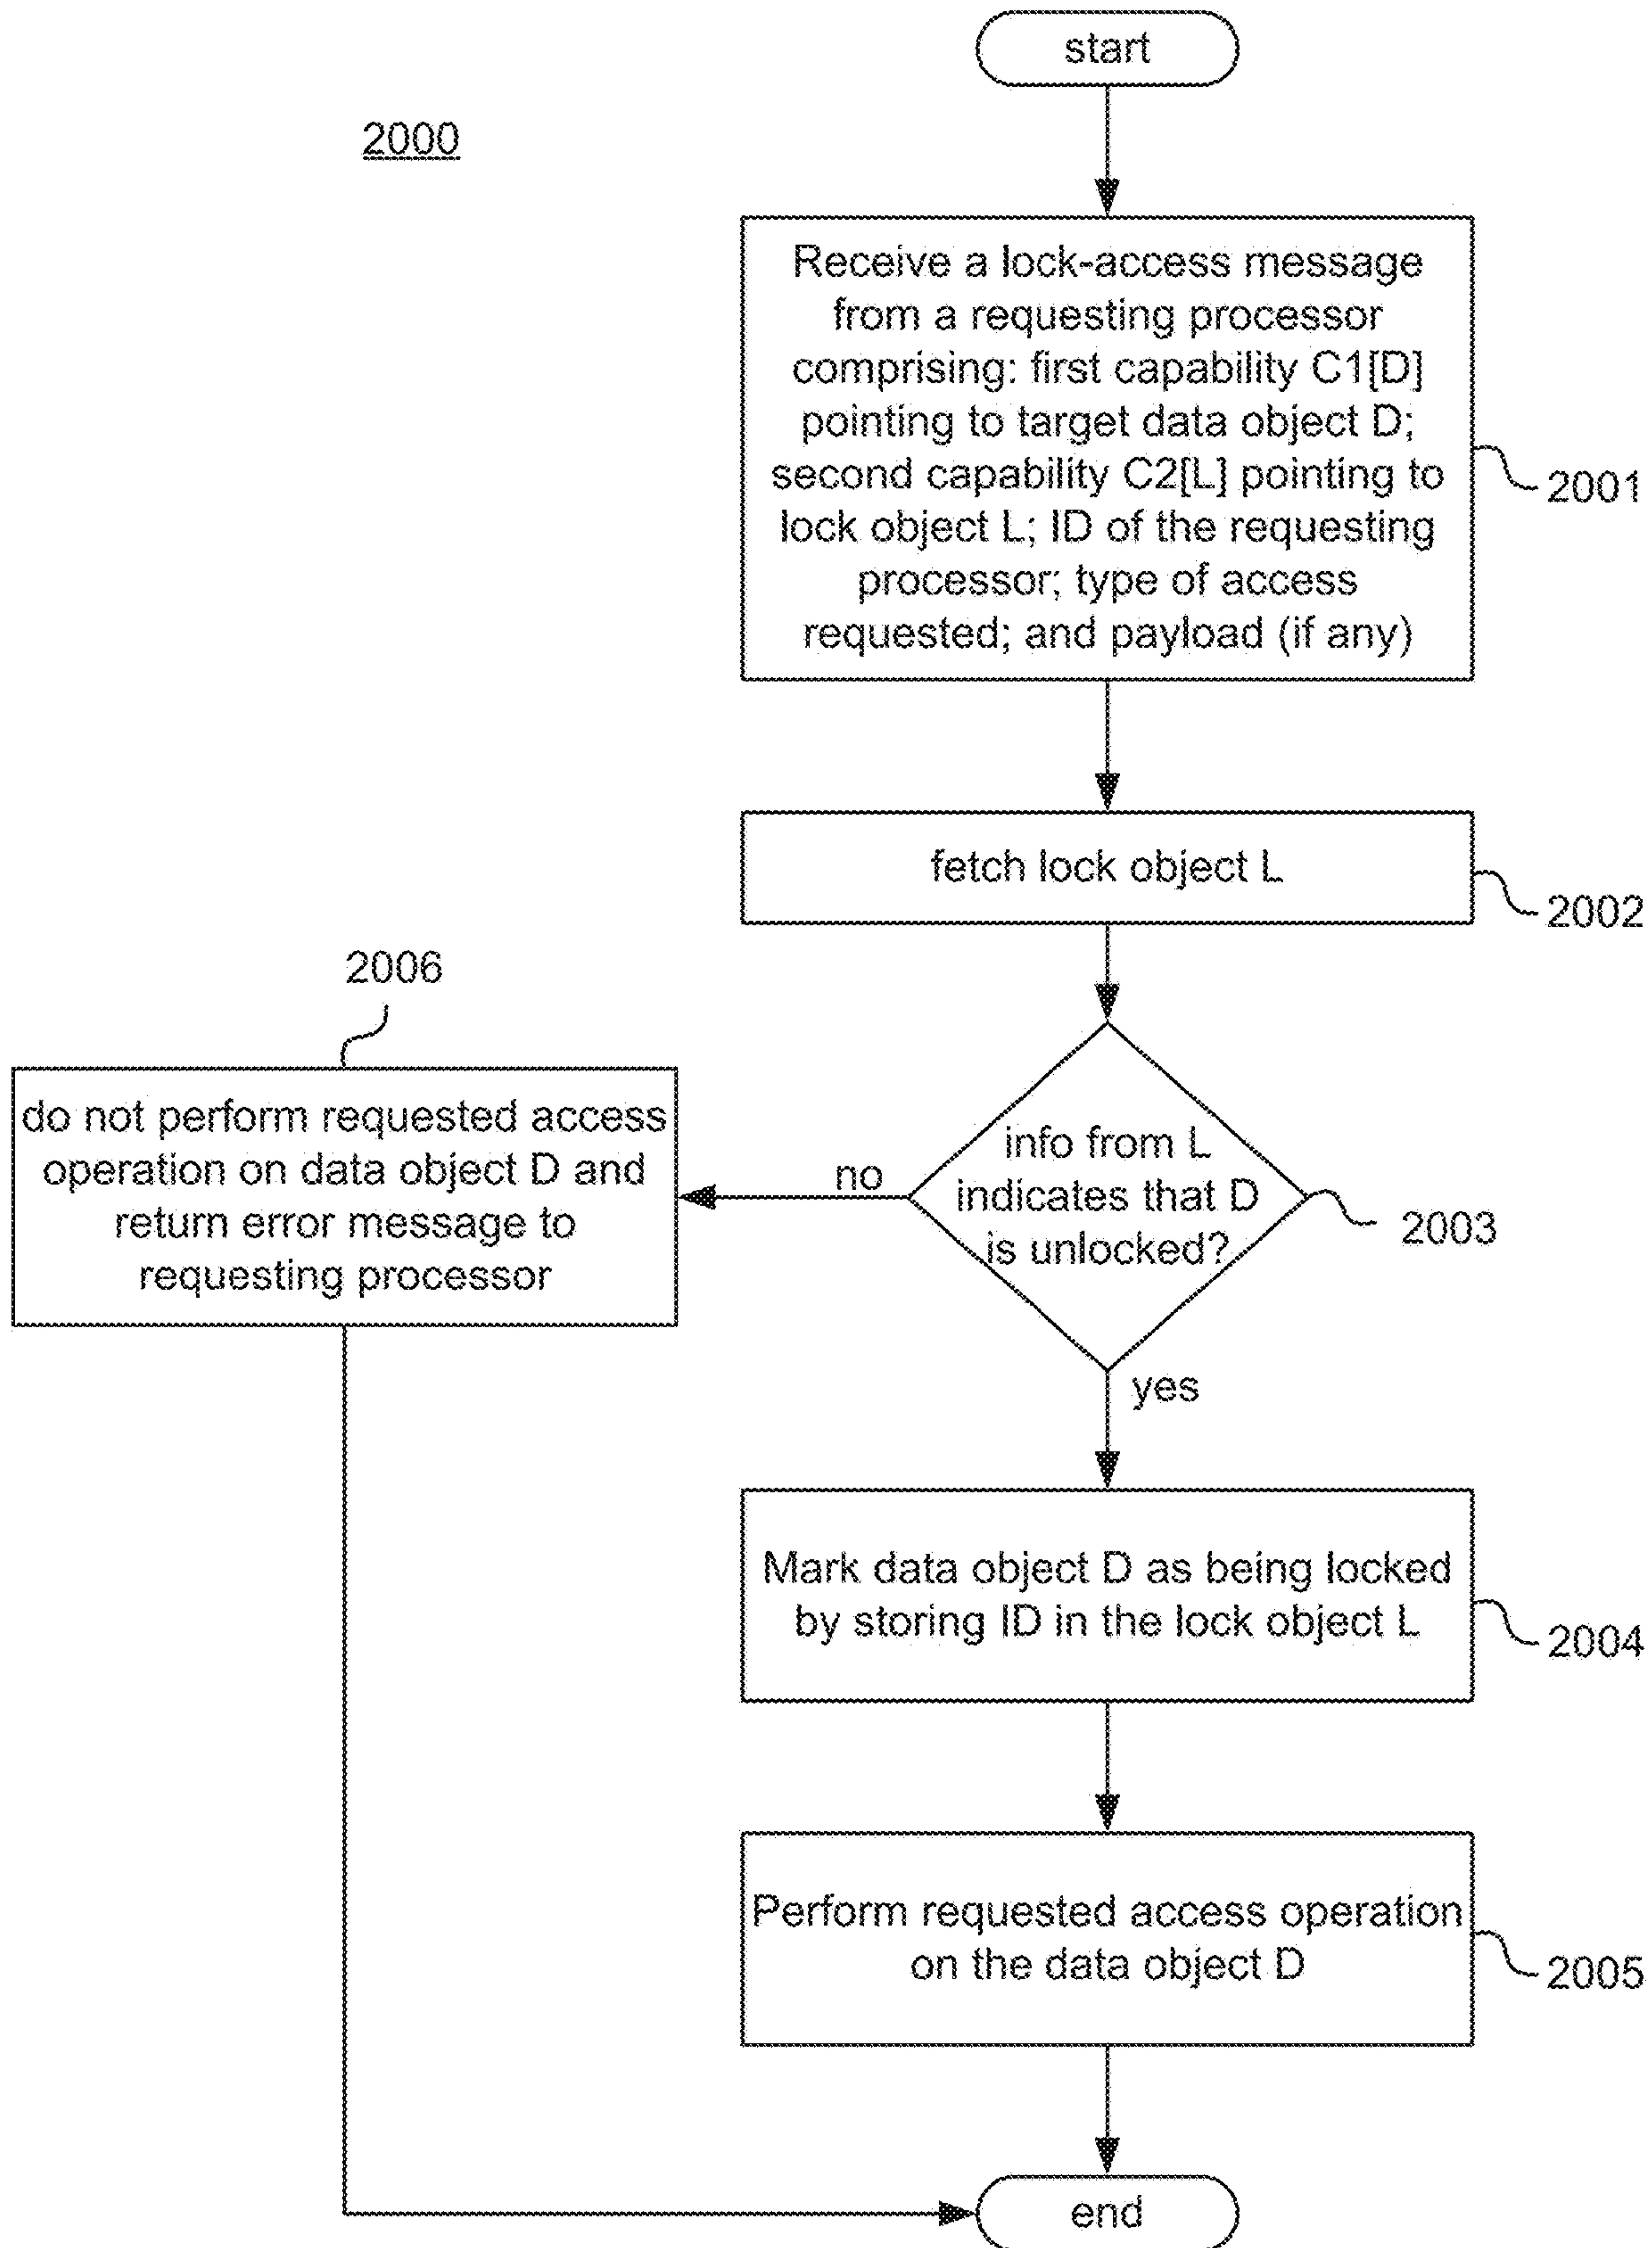 start
2000
Receive a lock-access message
from a requesting processor
comprising: first capability C1[D]
pointing to target data object D;
second capability C2[L] pointing to
lock object L; ID of the requesting
processor; type of access
requested; and payload (if any)
2001
fetch lock object L
2002
2006
do not perform requested access
operation on data object D and
return error message to
requesting processor
no
info from L
indicates that D
is unlocked?
2003
yes
Mark data object D as being locked
by storing ID in the lock object L
2004
Perform requested access operation
on the data object D
2005
end